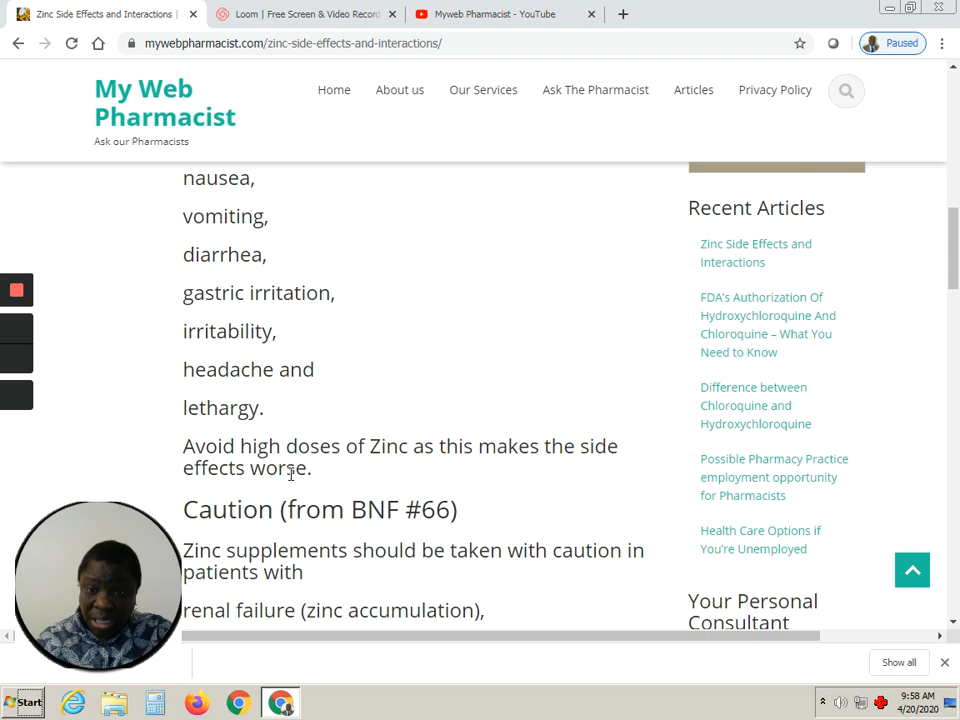 Zinc Side Effects and Interactions
Loom | Free Screen & Video Record
Myweb Pharmacist - YouTube
mywebpharmacist.com/zinc-side-effects-and-interactions/
Paused
My Web
Pharmacist
Ask our Pharmacists
Home
About us
Our Services
Ask The Pharmacist
Articles
Privacy Policy
nausea,
vomiting,
diarrhea,
gastric irritation,
irritability,
headache and
lethargy.
Avoid high doses of Zinc as this makes the side
effects worse.
Caution (from BNF #66)
Zinc supplements should be taken with caution in
patients with
renal failure (zinc accumulation),
Recent Articles
Zinc Side Effects and
Interactions
FDA's Authorization Of
Hydroxychloroquine And
Chloroquine – What You
Need to Know
Difference between
Chloroquine and
Hydroxychloroquine
Possible Pharmacy Practice
employment opportunity
for Pharmacists
Health Care Options if
You're Unemployed
Your Personal
Consultant
Show all
Start
9:58 AM
4/20/2020